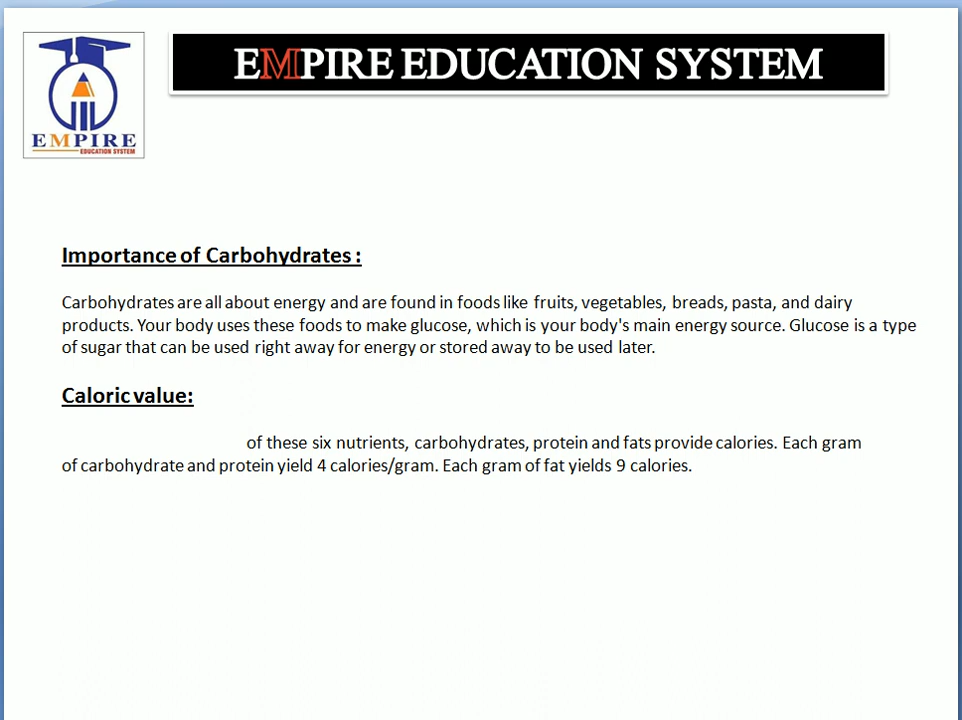 EMPIRE EDUCATION SYSTEM
EMPIRE
EDUCATION SYSTEM
Importance of Carbohydrates :
Carbohydrates are all about energy and are found in foods like fruits, vegetables, breads, pasta, and dairy
products. Your body uses these foods to make glucose, which is your body's main energy source. Glucose is a type
of sugar that can be used right away for energy or stored away to be used later.
Caloric value:
of these six nutrients, carbohydrates, protein and fats provide calories. Each gram
of carbohydrate and protein yield 4 calories/gram. Each gram of fat yields 9 calories.